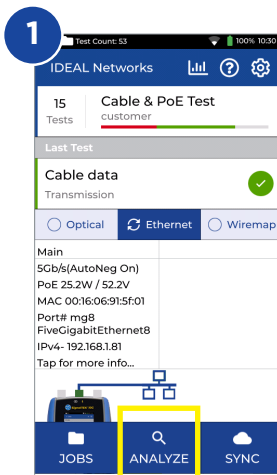 1
Test Count: 53
100% 10:30
IDEAL Networks
15
Tests
Cable & PoE Test
customer
Last Test
Cable data
Transmission
Optical
Ethernet
Wiremap
Main
5Gb/s(AutoNeg On)
PoE 25.2W / 52.2V
MAC 00:16:06:91:5f:01
Port# mg8
FiveGigabitEthernet8
IPv4- 192.168.1.81
Tap for more info...
JOBS
ANALYZE
SYNC